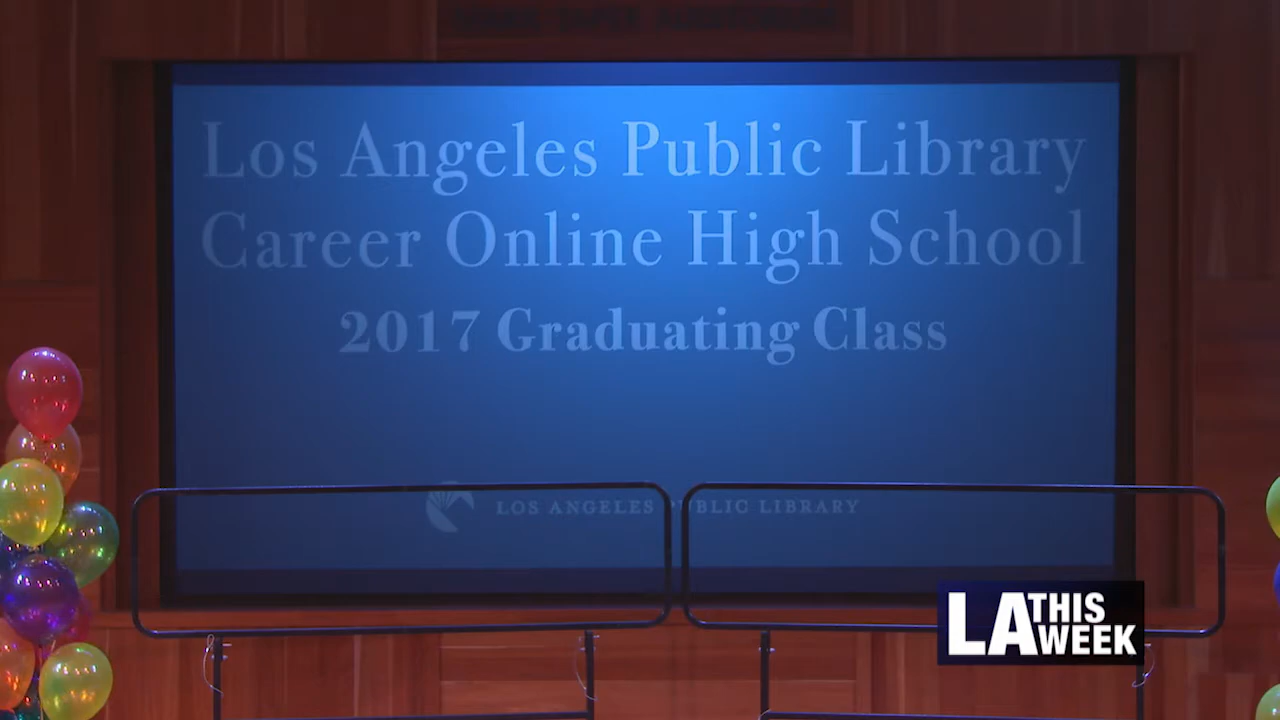 Los Angeles Public Library
Career Online High School
2017 Graduating Class
LOS ANGELES PUBLIC LIBRARY
LA THIS WEEK